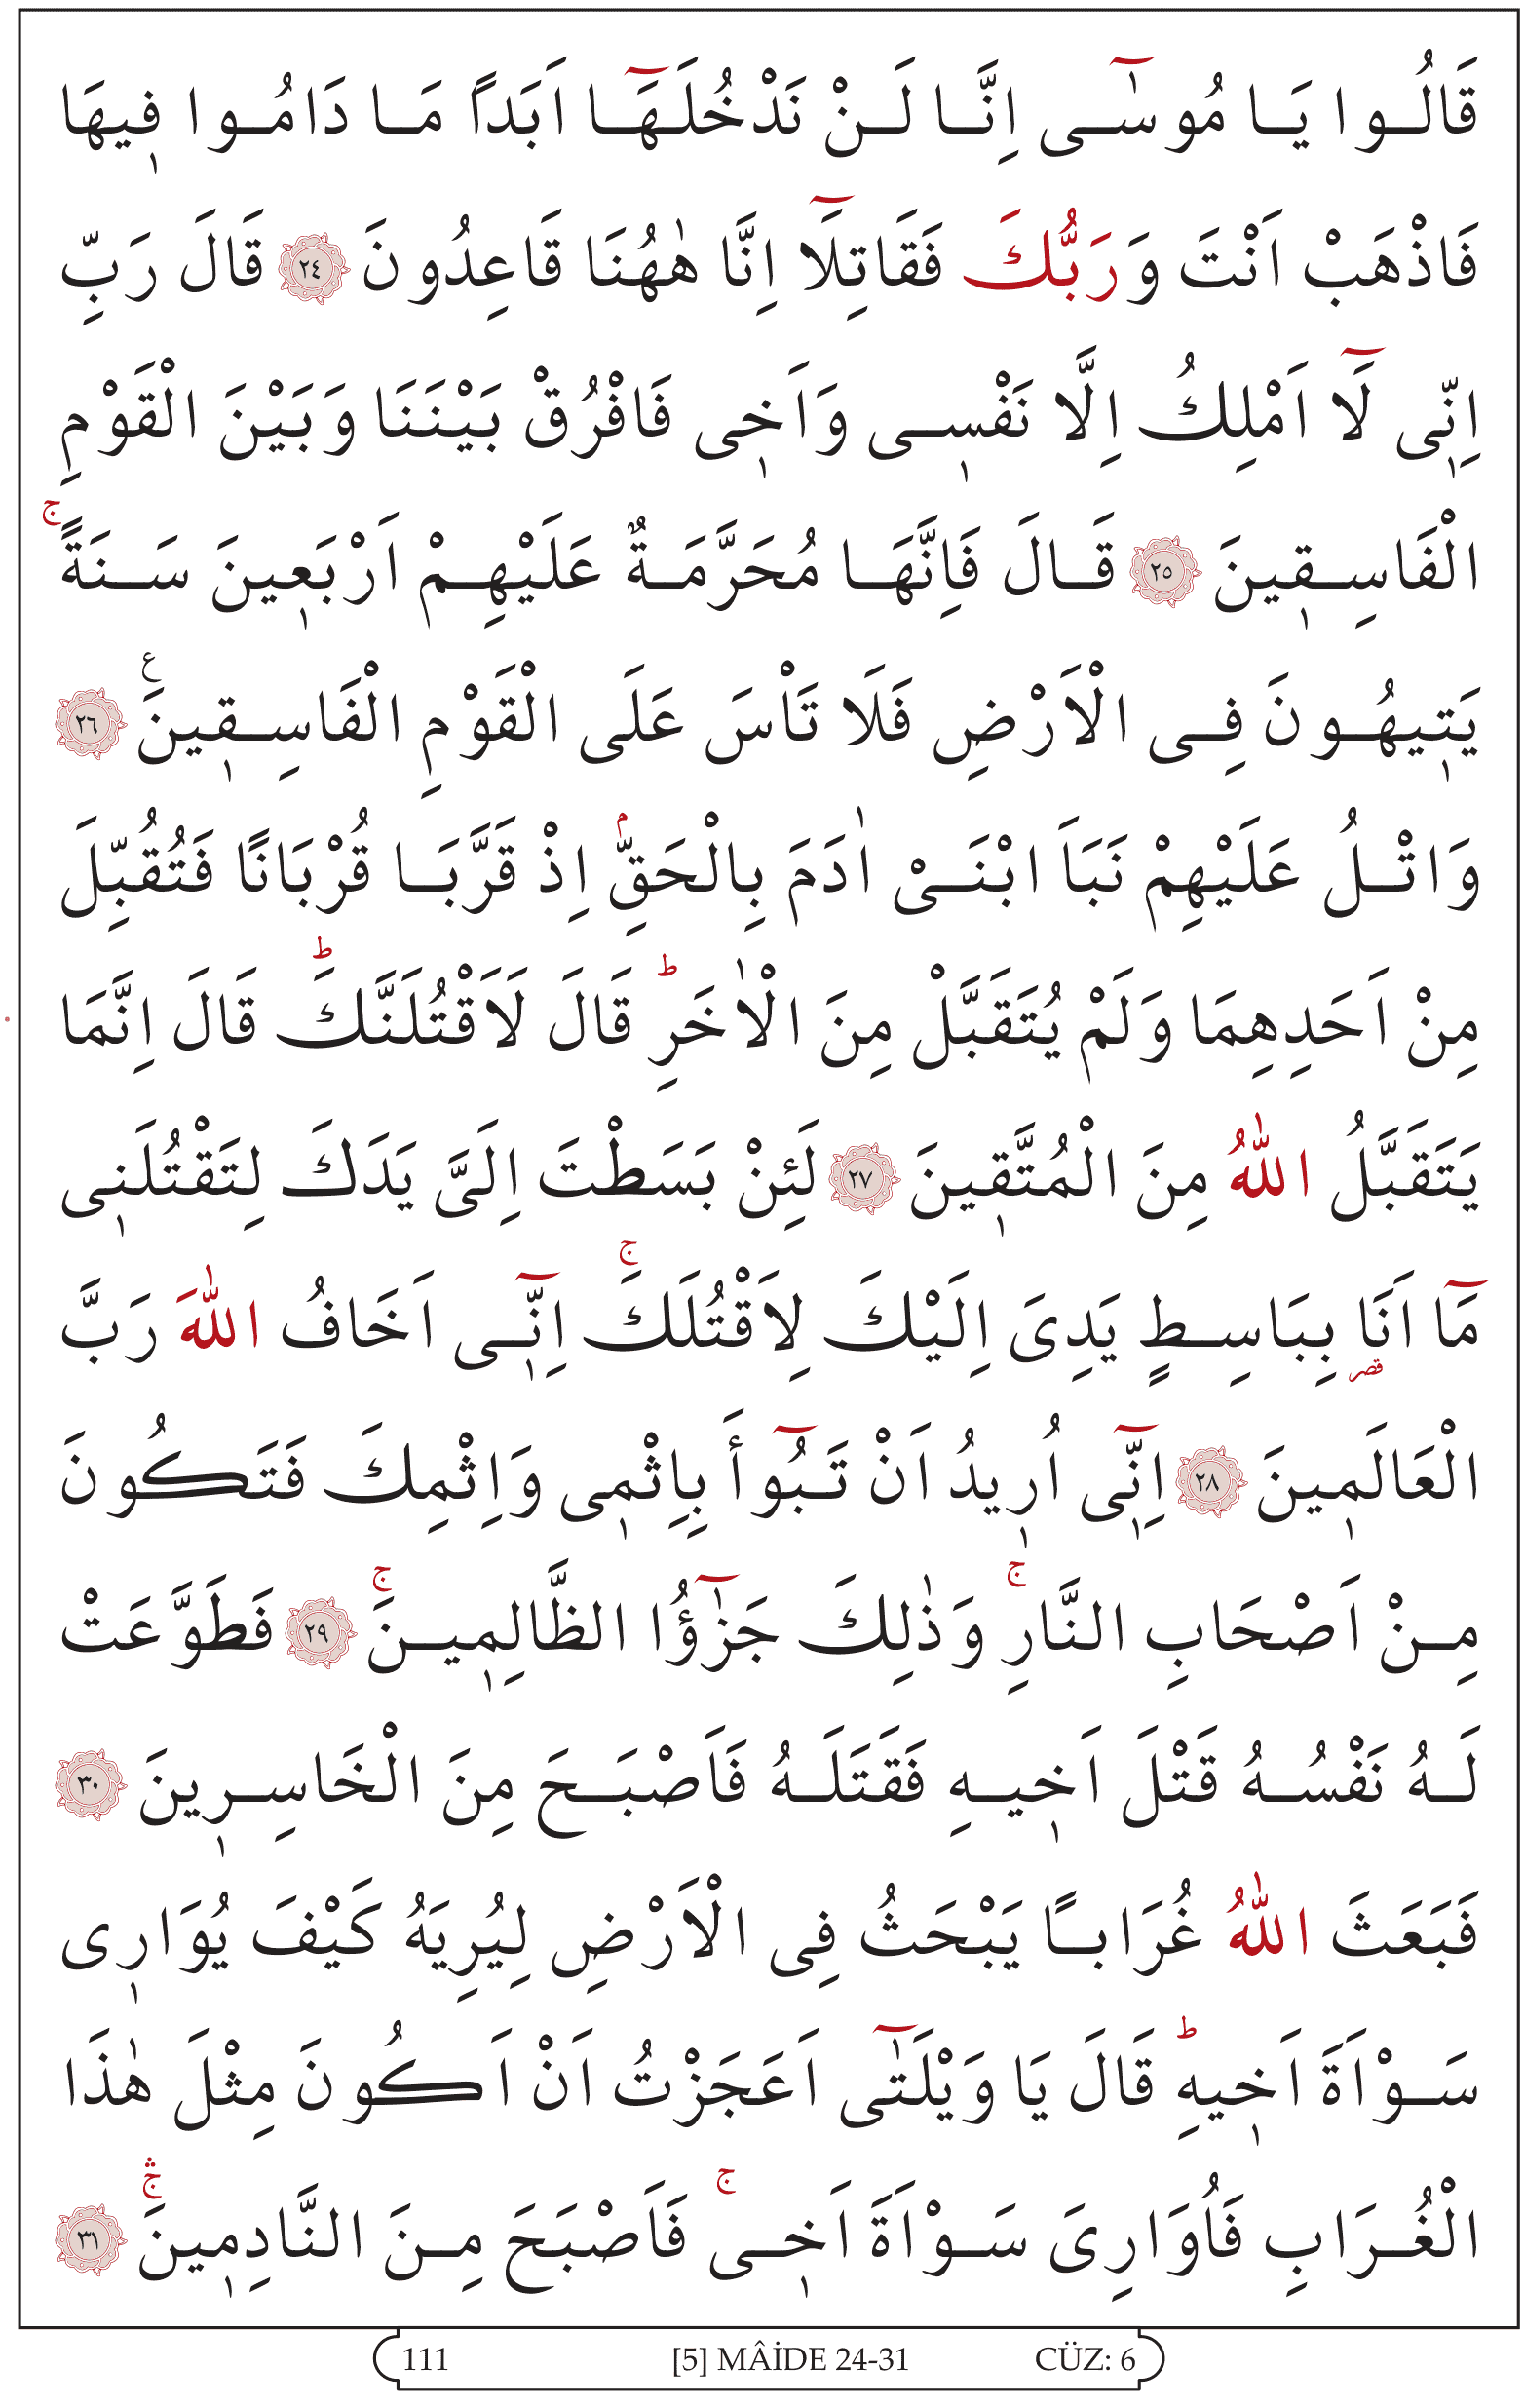 قَالُوا يَا مُوسٰٓى اِنَّا لَنْ نَدْخُلَهَٓا اَبَداً مَا دَامُوا ف۪يهَا
فَاذْهَبْ اَنْتَ وَرَبُّكَ فَقَاتِلَٓا اِنَّا هٰهُنَا قَاعِدُونَ ﴿٢٤﴾ قَالَ رَبِّ
اِنّ۪ى لَٓا اَمْلِكُ اِلَّا نَفْس۪ى وَاَخ۪ى فَافْرُقْ بَيْنَنَا وَبَيْنَ الْقَوْمِ
الْفَاسِق۪ينَ ﴿٢٥﴾ قَالَ فَاِنَّهَا مُحَرَّمَةٌ عَلَيْهِمْ اَرْبَع۪ينَ سَنَةًۚ
يَت۪يهُونَ فِى الْاَرْضِ فَلَا تَاْسَ عَلَى الْقَوْمِ الْفَاسِق۪ينَ۟ ع ﴿٢٦﴾
وَاتْلُ عَلَيْهِمْ نَبَاَ ابْنَىْ اٰدَمَ بِالْحَقِّۢ اِذْ قَرَّبَا قُرْبَانًا فَتُقُبِّلَ
مِنْ اَحَدِهِمَا وَلَمْ يُتَقَبَّلْ مِنَ الْاٰخَرِۜ قَالَ لَاَقْتُلَنَّكَۜ قَالَ اِنَّمَا
يَتَقَبَّلُ اللّٰهُ مِنَ الْمُتَّق۪ينَ ﴿٢٧﴾ لَئِنْ بَسَطْتَ اِلَىَّ يَدَكَ لِتَقْتُلَن۪ى
مَٓا اَنَا۬ قصر بِبَاسِطٍ يَدِىَ اِلَيْكَ لِاَقْتُلَكَۚ اِنّ۪ٓى اَخَافُ اللّٰهَ رَبَّ
الْعَالَم۪ينَ ﴿٢٨﴾ اِنّ۪ٓى اُر۪يدُ اَنْ تَبُٓوأَ بِاِثْم۪ى وَاِثْمِكَ فَتَكُونَ
مِنْ اَصْحَابِ النَّارِۚ وَذٰلِكَ جَزٰٓؤُا الظَّالِم۪ينَۚ ﴿٢٩﴾ فَطَوَّعَتْ
لَهُ نَفْسُهُ قَتْلَ اَخ۪يهِ فَقَتَلَهُ فَاَصْبَحَ مِنَ الْخَاسِر۪ينَ ﴿٣٠﴾
فَبَعَثَ اللّٰهُ غُرَابًا يَبْحَثُ فِى الْاَرْضِ لِيُرِيَهُ كَيْفَ يُوَار۪ى
سَوْاَةَ اَخ۪يهِۜ قَالَ يَا وَيْلَتٰٓى اَعَجَزْتُ اَنْ اَكُونَ مِثْلَ هٰذَا
الْغُرَابِ فَاُوَارِىَ سَوْاَةَ اَخ۪ىۚ فَاَصْبَحَ مِنَ النَّادِم۪ينَۚۛ ﴿٣١﴾
111 [5] MÂİDE 24-31 CÜZ: 6